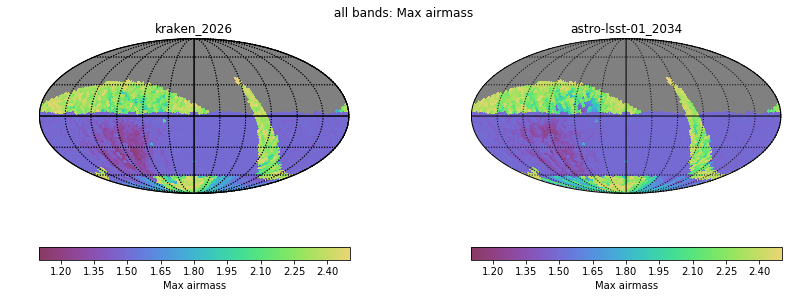 all bands: Max airmass
kraken_2026
astro-lsst-01_2034
1.20 1.35 1.50 1.65 1.80 1.95 2.10 2.25 2.40
Max airmass
1.20 1.35 1.50 1.65 1.80 1.95 2.10 2.25 2.40
Max airmass